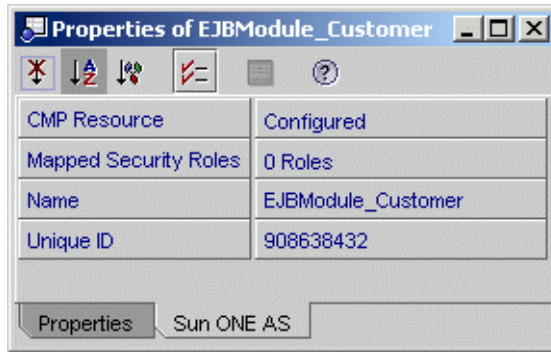 Properties of EJBModule_Customer
CMP Resource Configured
Mapped Security Roles 0 Roles
Name EJBModule_Customer
Unique ID 908638432
Properties Sun ONE AS